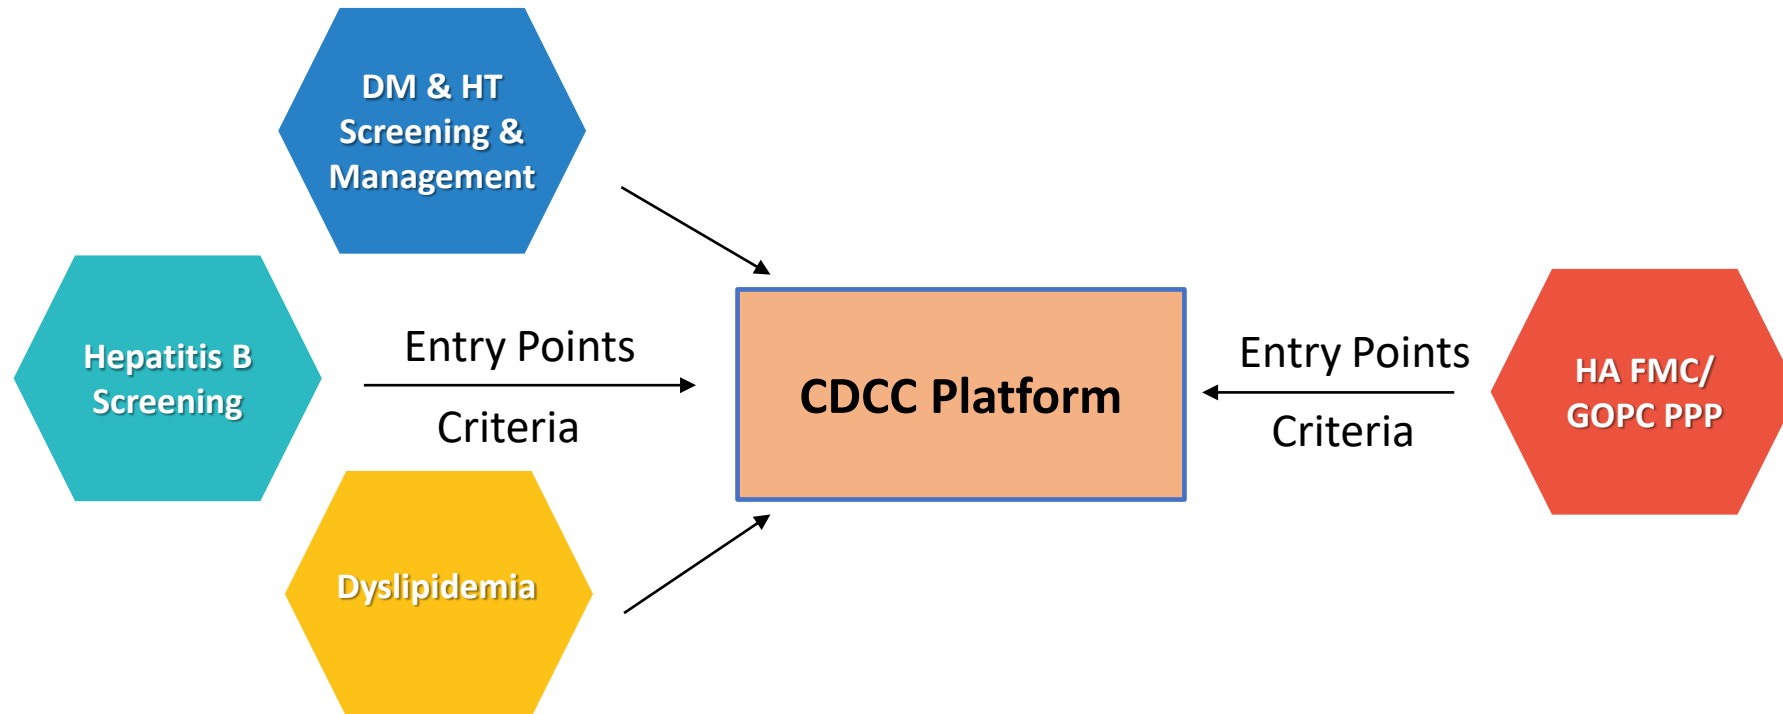 DM & HT
Screening &
Management
Hepatitis B
Screening
Entry Points
Criteria
Dyslipidemia
CDCC Platform
Entry Points
Criteria
HA FMC/
GOPC PPP